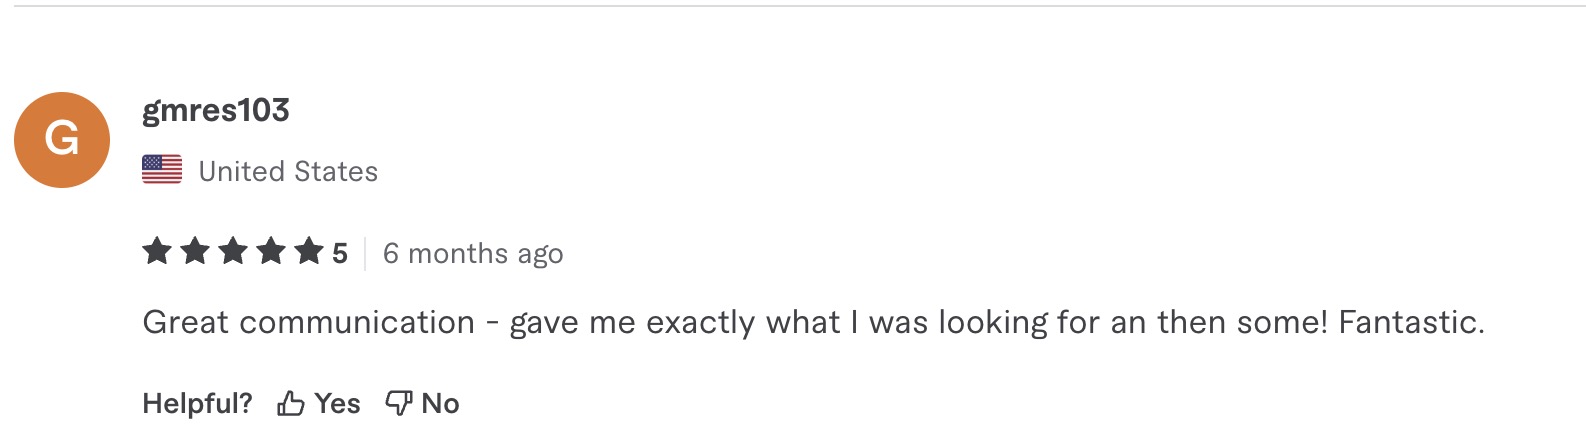 G
gmres103
United States
5 6 months ago
Great communication - gave me exactly what I was looking for an then some! Fantastic.
Helpful? Yes No